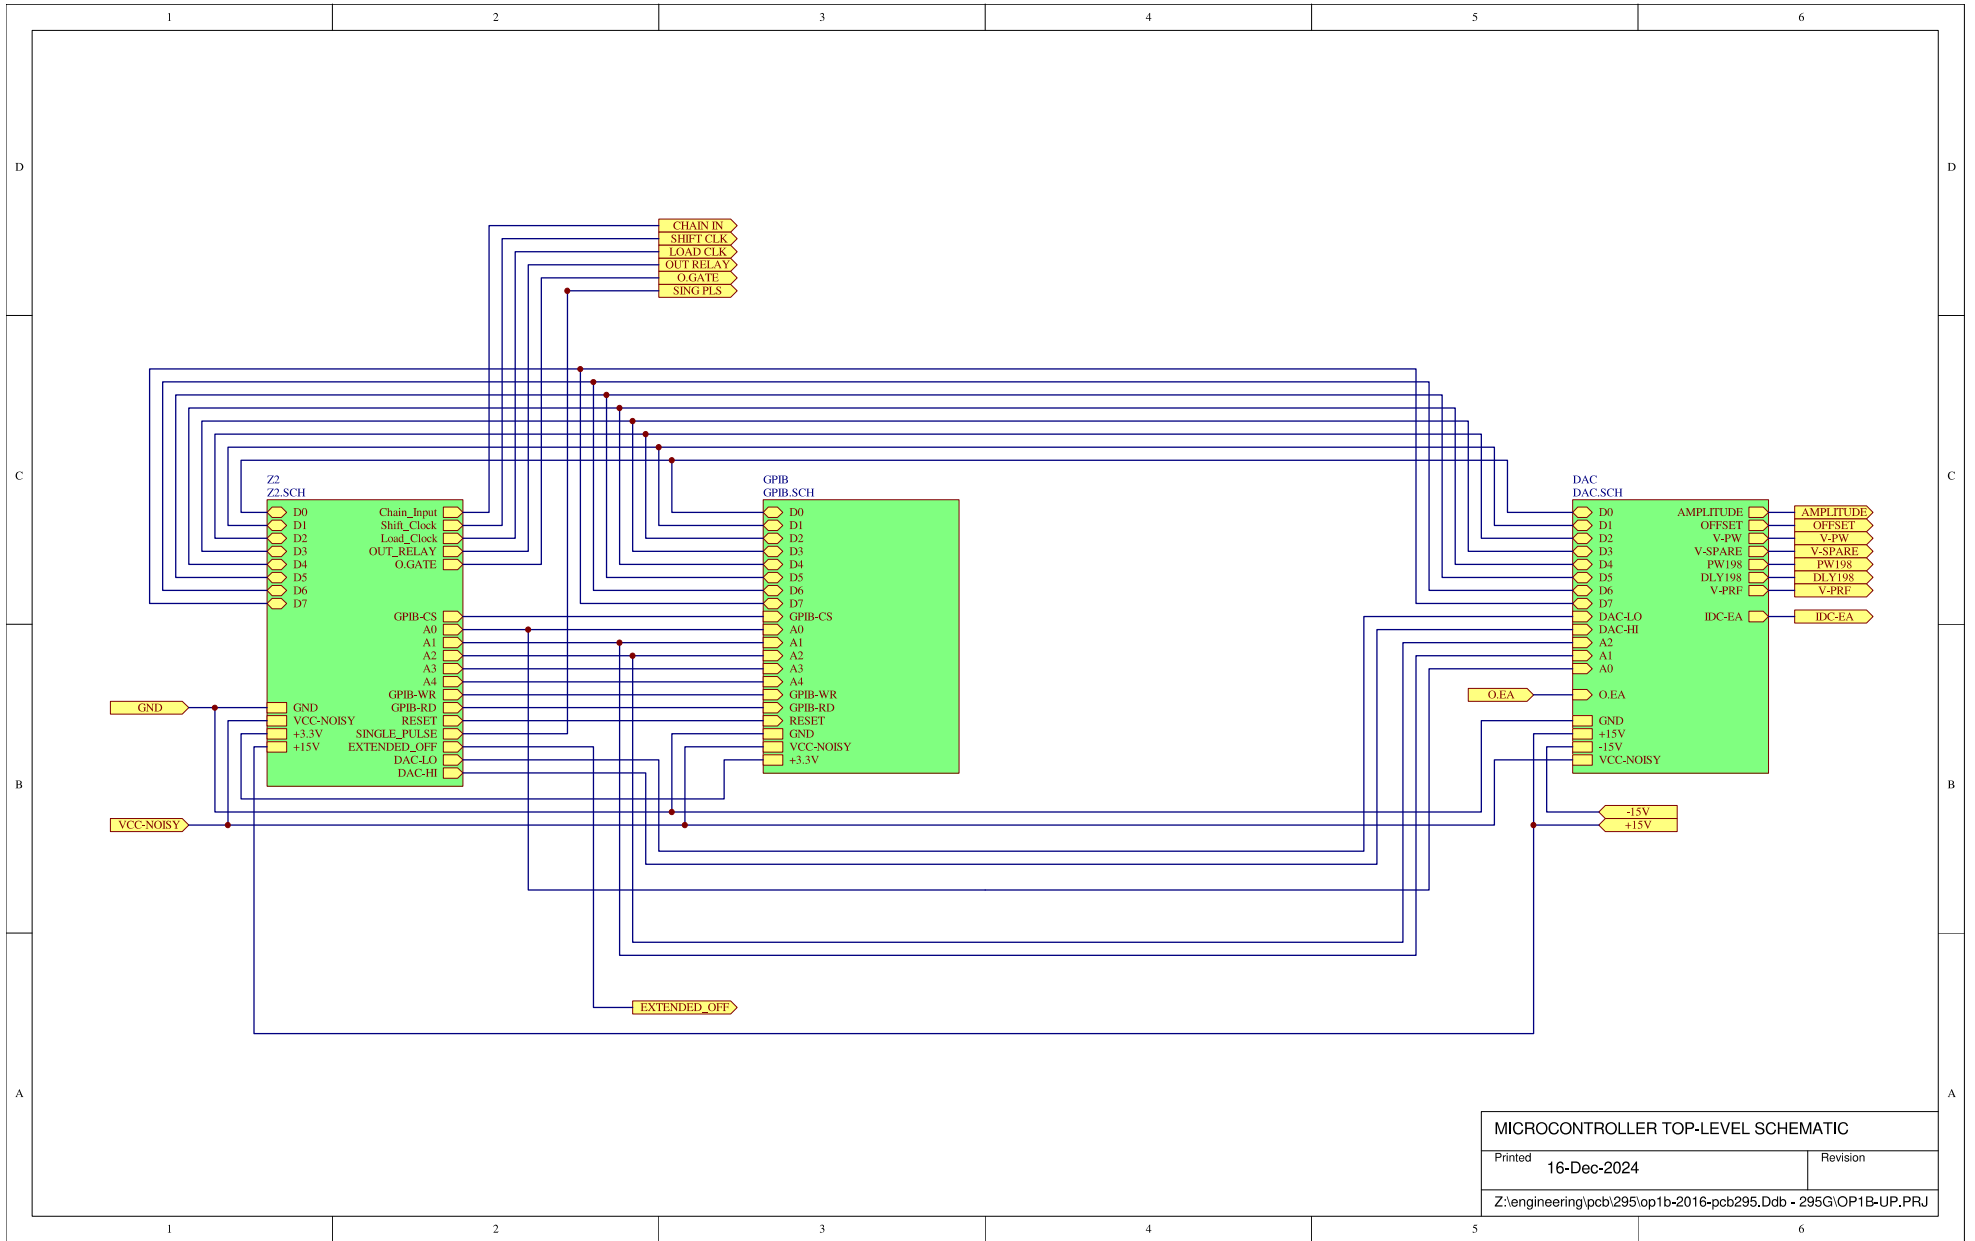 1 2 3 4 5 6
D D
CHAIN IN
SHIFT CLK
LOAD CLK
OUT RELAY
O.GATE
SING PLS
C C
Z2
Z2.SCH
D0 Chain_Input
D1 Shift_Clock
D2 Load_Clock
D3 OUT_RELAY
D4 O.GATE
D5
D6
D7
GPIB-CS
A0
A1
A2
A3
A4
GPIB-WR
GND GPIB-RD
VCC-NOISY RESET
+3.3V SINGLE_PULSE
+15V EXTENDED_OFF
DAC-LO
DAC-HI
GND
VCC-NOISY
GPIB
GPIB.SCH
D0
D1
D2
D3
D4
D5
D6
D7
GPIB-CS
A0
A1
A2
A3
A4
GPIB-WR
GPIB-RD
RESET
GND
VCC-NOISY
+3.3V
DAC
DAC.SCH
D0 AMPLITUDE AMPLITUDE
D1 OFFSET OFFSET
D2 V-PW V-PW
D3 V-SPARE V-SPARE
D4 PW198 PW198
D5 DLY198 DLY198
D6 V-PRF V-PRF
D7
DAC-LO IDC-EA IDC-EA
DAC-HI
A2
A1
A0
O.EA O.EA
GND
+15V
-15V
VCC-NOISY
B B
-15V
+15V
EXTENDED_OFF
A A
MICROCONTROLLER TOP-LEVEL SCHEMATIC
Printed 16-Dec-2024 Revision
Z:\engineering\pcb\295\op1b-2016-pcb295.Ddb - 295G\OP1B-UP.PRJ
1 2 3 4 5 6